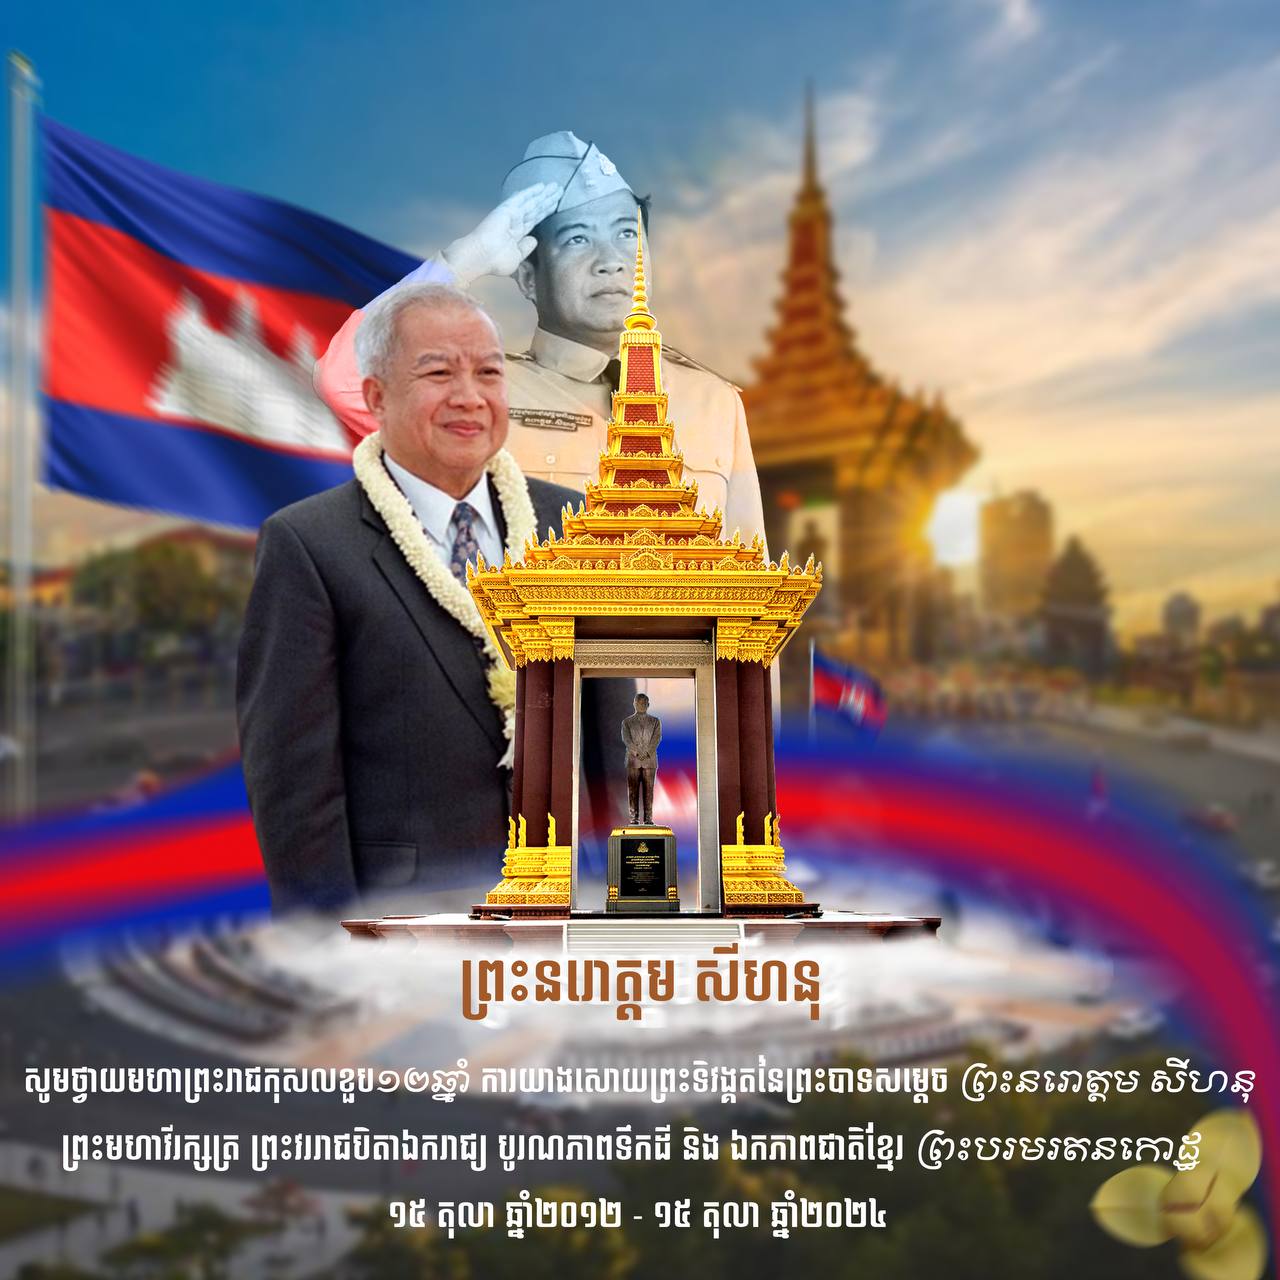 ព្រះនរោត្តម សីហនុ
សូមថ្វាយមហាព្រះរាជកុសលខួប១២ឆ្នាំ ការយាងសោយព្រះទិវង្គតនៃព្រះបាទសម្តេច ព្រះនរោត្តម សីហនុ
ព្រះមហាវីរក្សត្រ ព្រះវររាជបិតាឯករាជ្យ បូរណភាពទឹកដី និង ឯកភាពជាតិខ្មែរ ព្រះបរមរតនកោដ្ឋ
១៥ តុលា ឆ្នាំ២០១២ - ១៥ តុលា ឆ្នាំ២០២៤